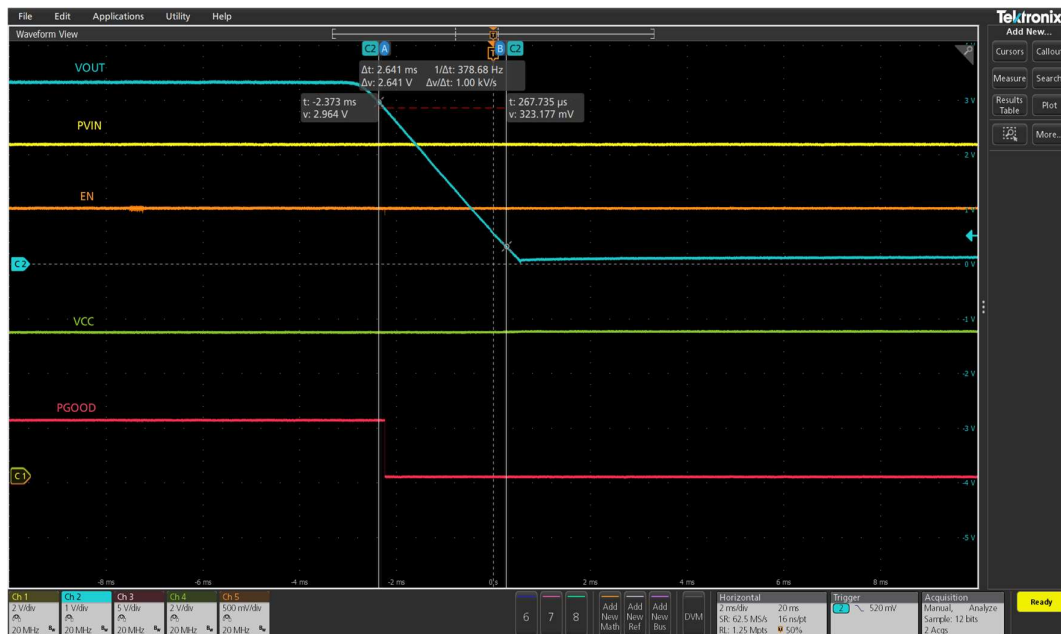 File Edit Applications Utility Help
Tektronix
Waveform View
Add New...
C2 A B C2
Cursors Callout
VOUT
Δt: 2.641 ms 1/Δt: 378.68 Hz
Δv: 2.641 V Δv/Δt: 1.00 kV/s
Measure Search
t: -2.373 ms
v: 2.964 V
t: 267.735 µs
v: 323.177 mV
3 V
Results
Table
Plot
PVIN
More...
2 V
EN
1 V
C 2
0 V
VCC
-1 V
-2 V
PGOOD
-3 V
C 1
-4 V
-5 V
-8 ms -6 ms -4 ms -2 ms 0 s 2 ms 4 ms 6 ms 8 ms
Ch 1 Ch 2 Ch 3 Ch 4 Ch 5
2 V/div 1 V/div 5 V/div 2 V/div 500 mV/div
20 MHz 20 MHz 20 MHz 20 MHz 20 MHz
6 7 8
Add
New
Math
Add
New
Ref
Add
New
Bus
DVM
Horizontal
2 ms/div 20 ms
SR: 62.5 MS/s 16 ns/pt
RL: 1.25 Mpts 50%
Trigger
2 520 mV
Acquisition
Manual, Analyze
Sample: 12 bits
2 Acqs
Ready